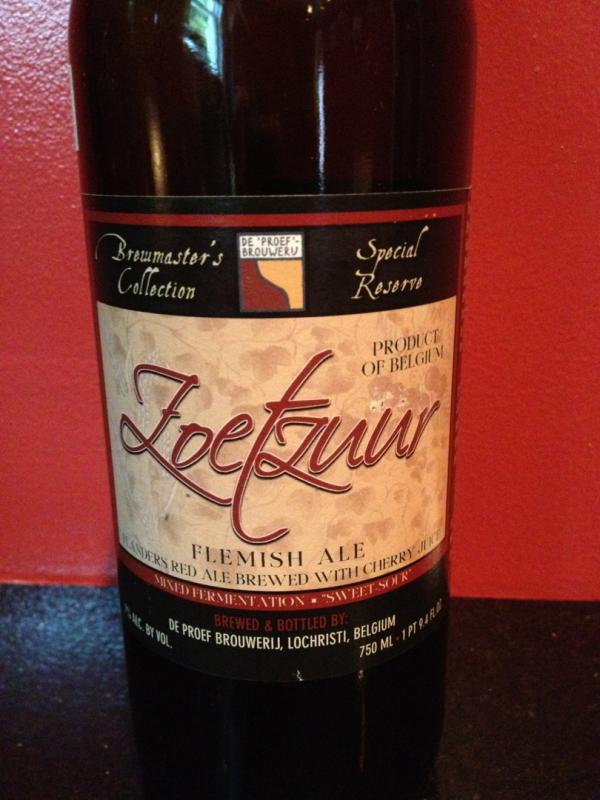 Brewmaster's Collection
DE "PROEF"-
BROUWERIJ
Special Reserve
PRODUCT
OF BELGIUM
Zoetzuur
FLEMISH ALE
FLANDERS RED ALE BREWED WITH CHERRY JUICE
MIXED FERMENTATION ▪ "SWEET-SOUR"
BREWED & BOTTLED BY:
DE PROEF BROUWERIJ, LOCHRISTI, BELGIUM
% ALC. BY VOL.
750 ML · 1 PT 9.4 FL OZ